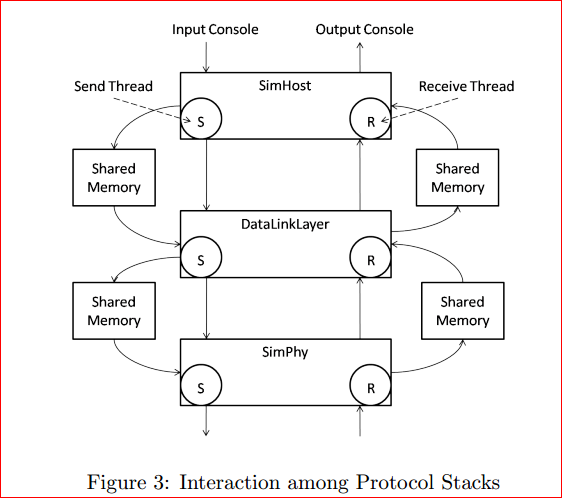 Input Console
Output Console
Send Thread
SimHost
Receive Thread
S
R
Shared
Memory
Shared
Memory
DataLinkLayer
S
R
Shared
Memory
Shared
Memory
SimPhy
S
R
Figure 3: Interaction among Protocol Stacks